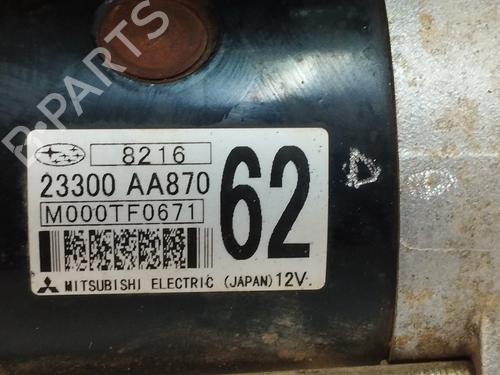 B-PARTS
8216
23300 AA870
62
M000TF0671
MITSUBISHI ELECTRIC (JAPAN) 12V.